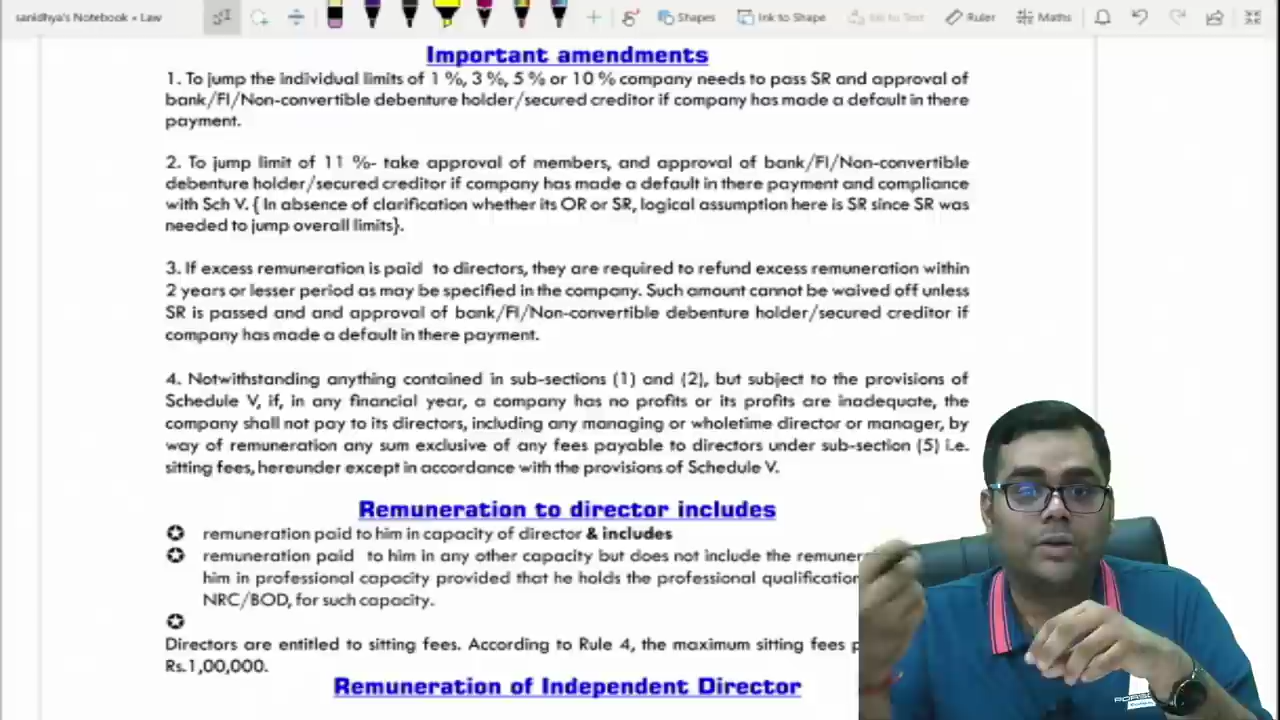 sanidhya's Notebook • Law
Shapes
Ink to Shape
Ink to Text
Ruler
Maths
Important amendments
1. To jump the individual limits of 1 %, 3 %, 5 % or 10 % company needs to pass SR and approval of
bank/FI/Non-convertible debenture holder/secured creditor if company has made a default in there
payment.
2. To jump limit of 11 %- take approval of members, and approval of bank/FI/Non-convertible
debenture holder/secured creditor if company has made a default in there payment and compliance
with Sch V. { In absence of clarification whether its OR or SR, logical assumption here is SR since SR was
needed to jump overall limits}.
3. If excess remuneration is paid to directors, they are required to refund excess remuneration within
2 years or lesser period as may be specified in the company. Such amount cannot be waived off unless
SR is passed and and approval of bank/FI/Non-convertible debenture holder/secured creditor if
company has made a default in there payment.
4. Notwithstanding anything contained in sub-sections (1) and (2), but subject to the provisions of
Schedule V, if, in any financial year, a company has no profits or its profits are inadequate, the
company shall not pay to its directors, including any managing or wholetime director or manager, by
way of remuneration any sum exclusive of any fees payable to directors under sub-section (5) i.e.
sitting fees, hereunder except in accordance with the provisions of Schedule V.
Remuneration to director includes
remuneration paid to him in capacity of director & includes
remuneration paid to him in any other capacity but does not include the
him in professional capacity provided that he holds the professional
NRC/BOD, for such capacity.
Directors are entitled to sitting fees. According to Rule 4, the maximum sitting fees
Rs.1,00,000.
Remuneration of Independent Director